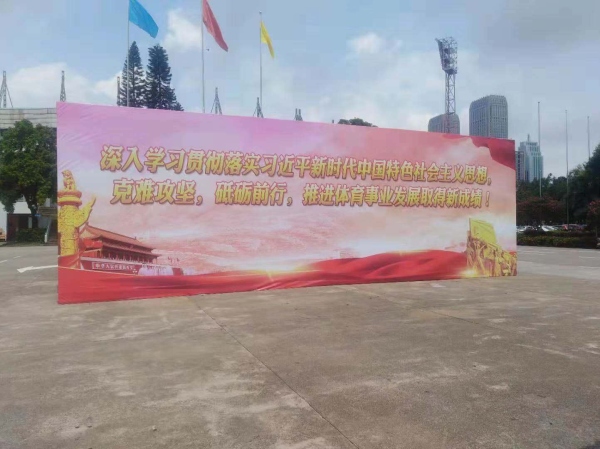 深入学习贯彻落实习近平新时代中国特色社会主义思想，
克难攻坚，砥砺前行，推进体育事业发展取得新成绩！